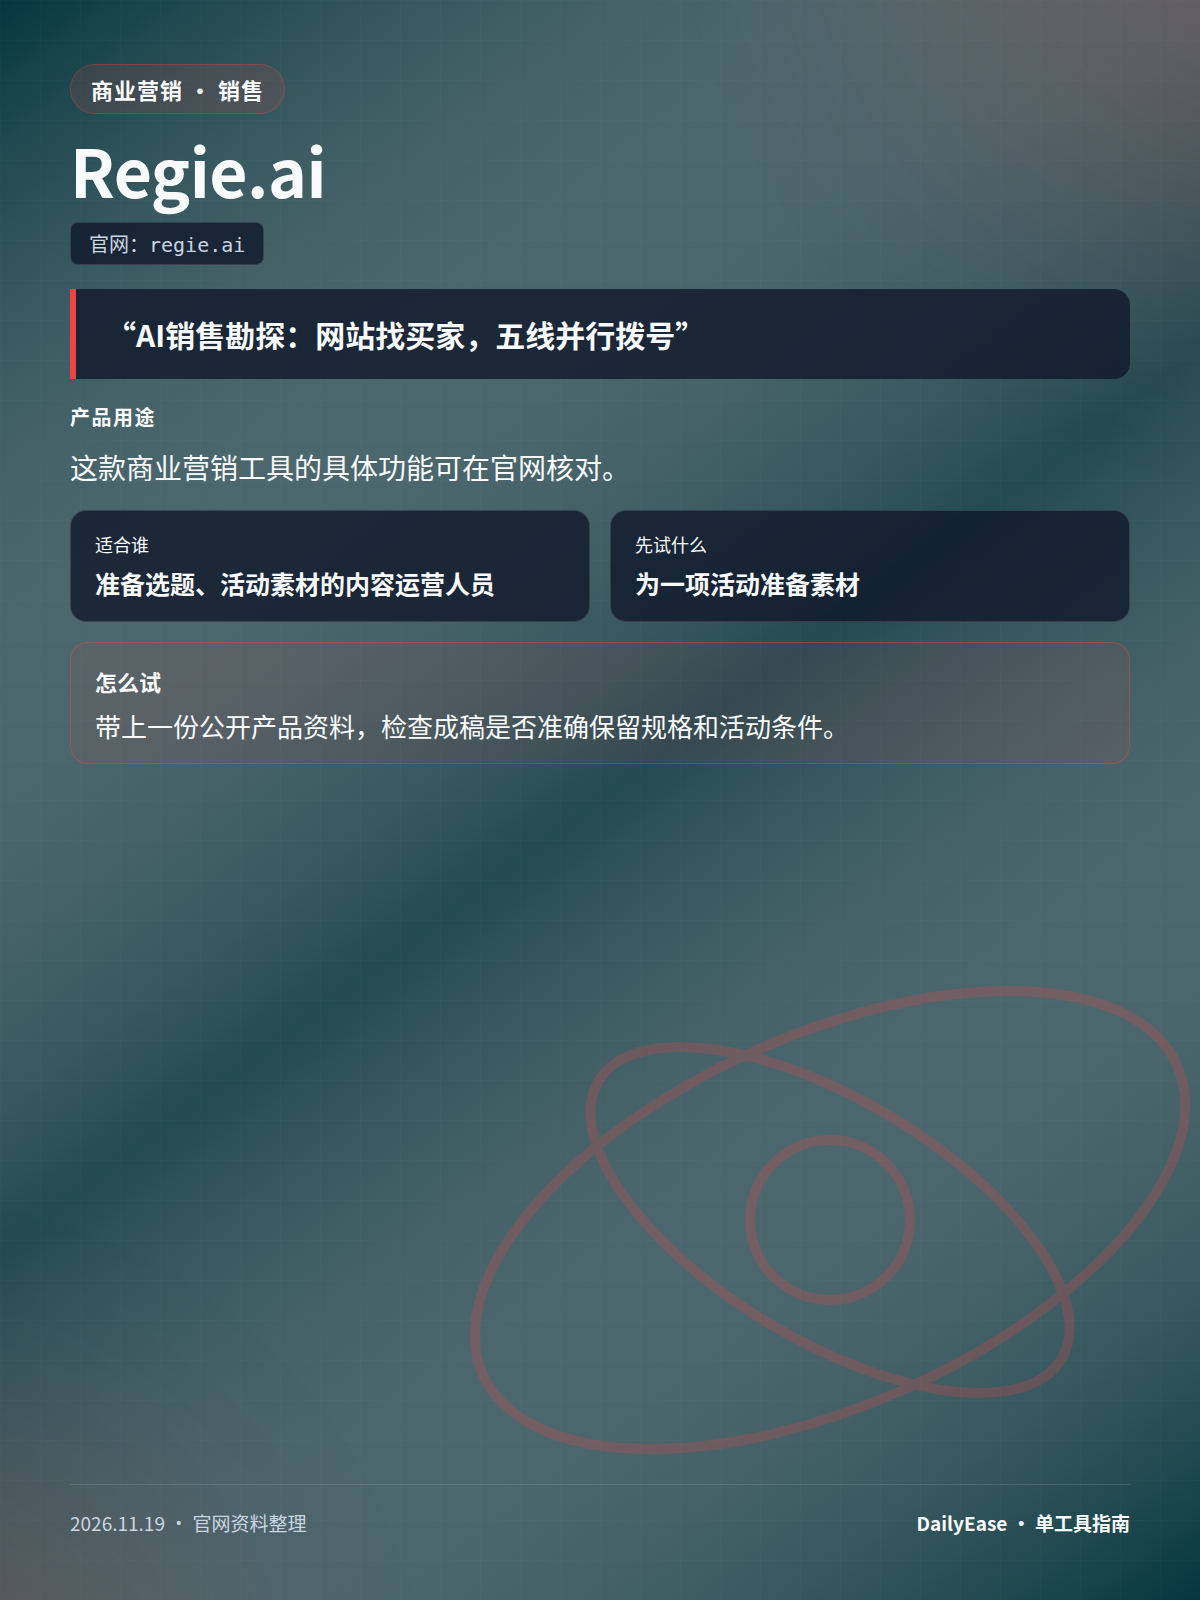 商业营销 · 销售
Regie.ai
官网：regie.ai
“AI销售勘探：网站找买家，五线并行拨号”
产品用途
这款商业营销工具的具体功能可在官网核对。
适合谁
准备选题、活动素材的内容运营人员
先试什么
为一项活动准备素材
怎么试
带上一份公开产品资料，检查成稿是否准确保留规格和活动条件。
2026.11.19 · 官网资料整理
DailyEase · 单工具指南